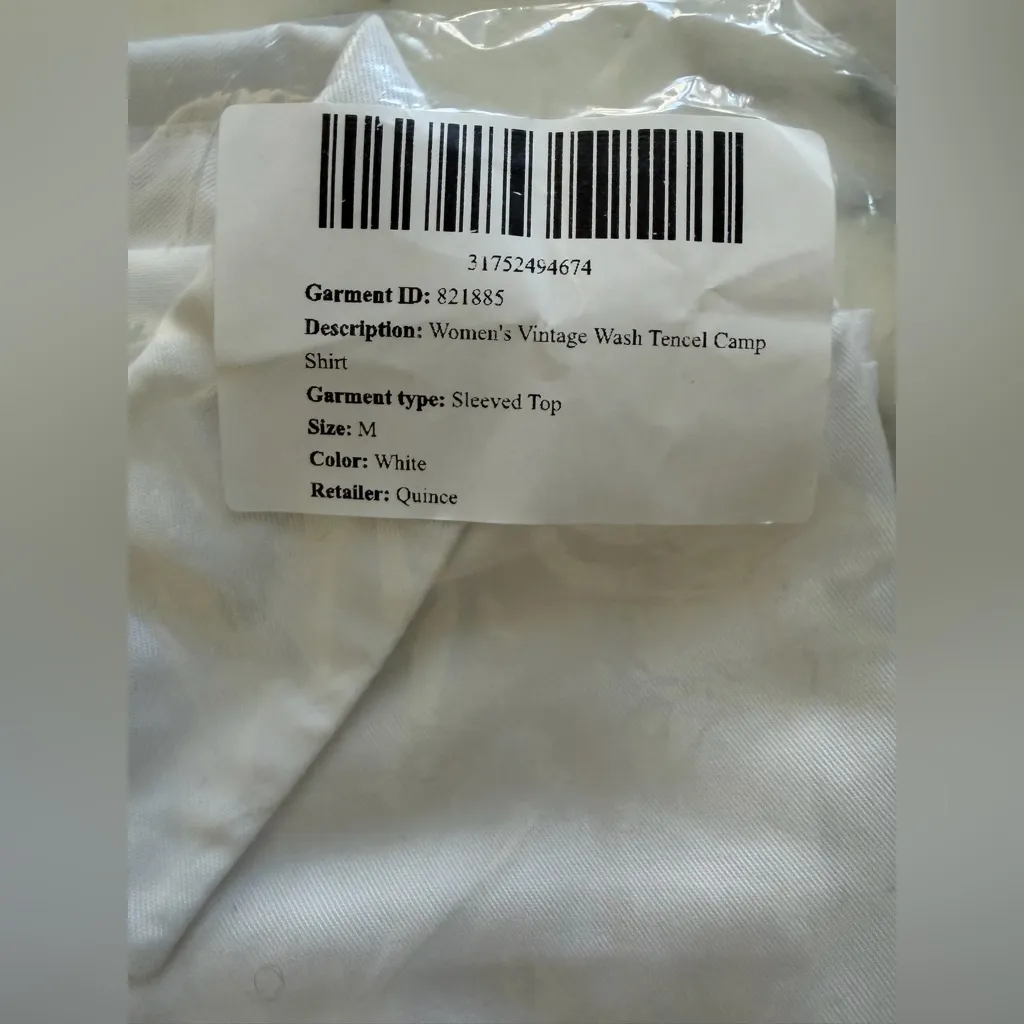 31752494674
Garment ID: 821885
Description: Women's Vintage Wash Tencel Camp
Shirt
Garment type: Sleeved Top
Size: M
Color: White
Retailer: Quince